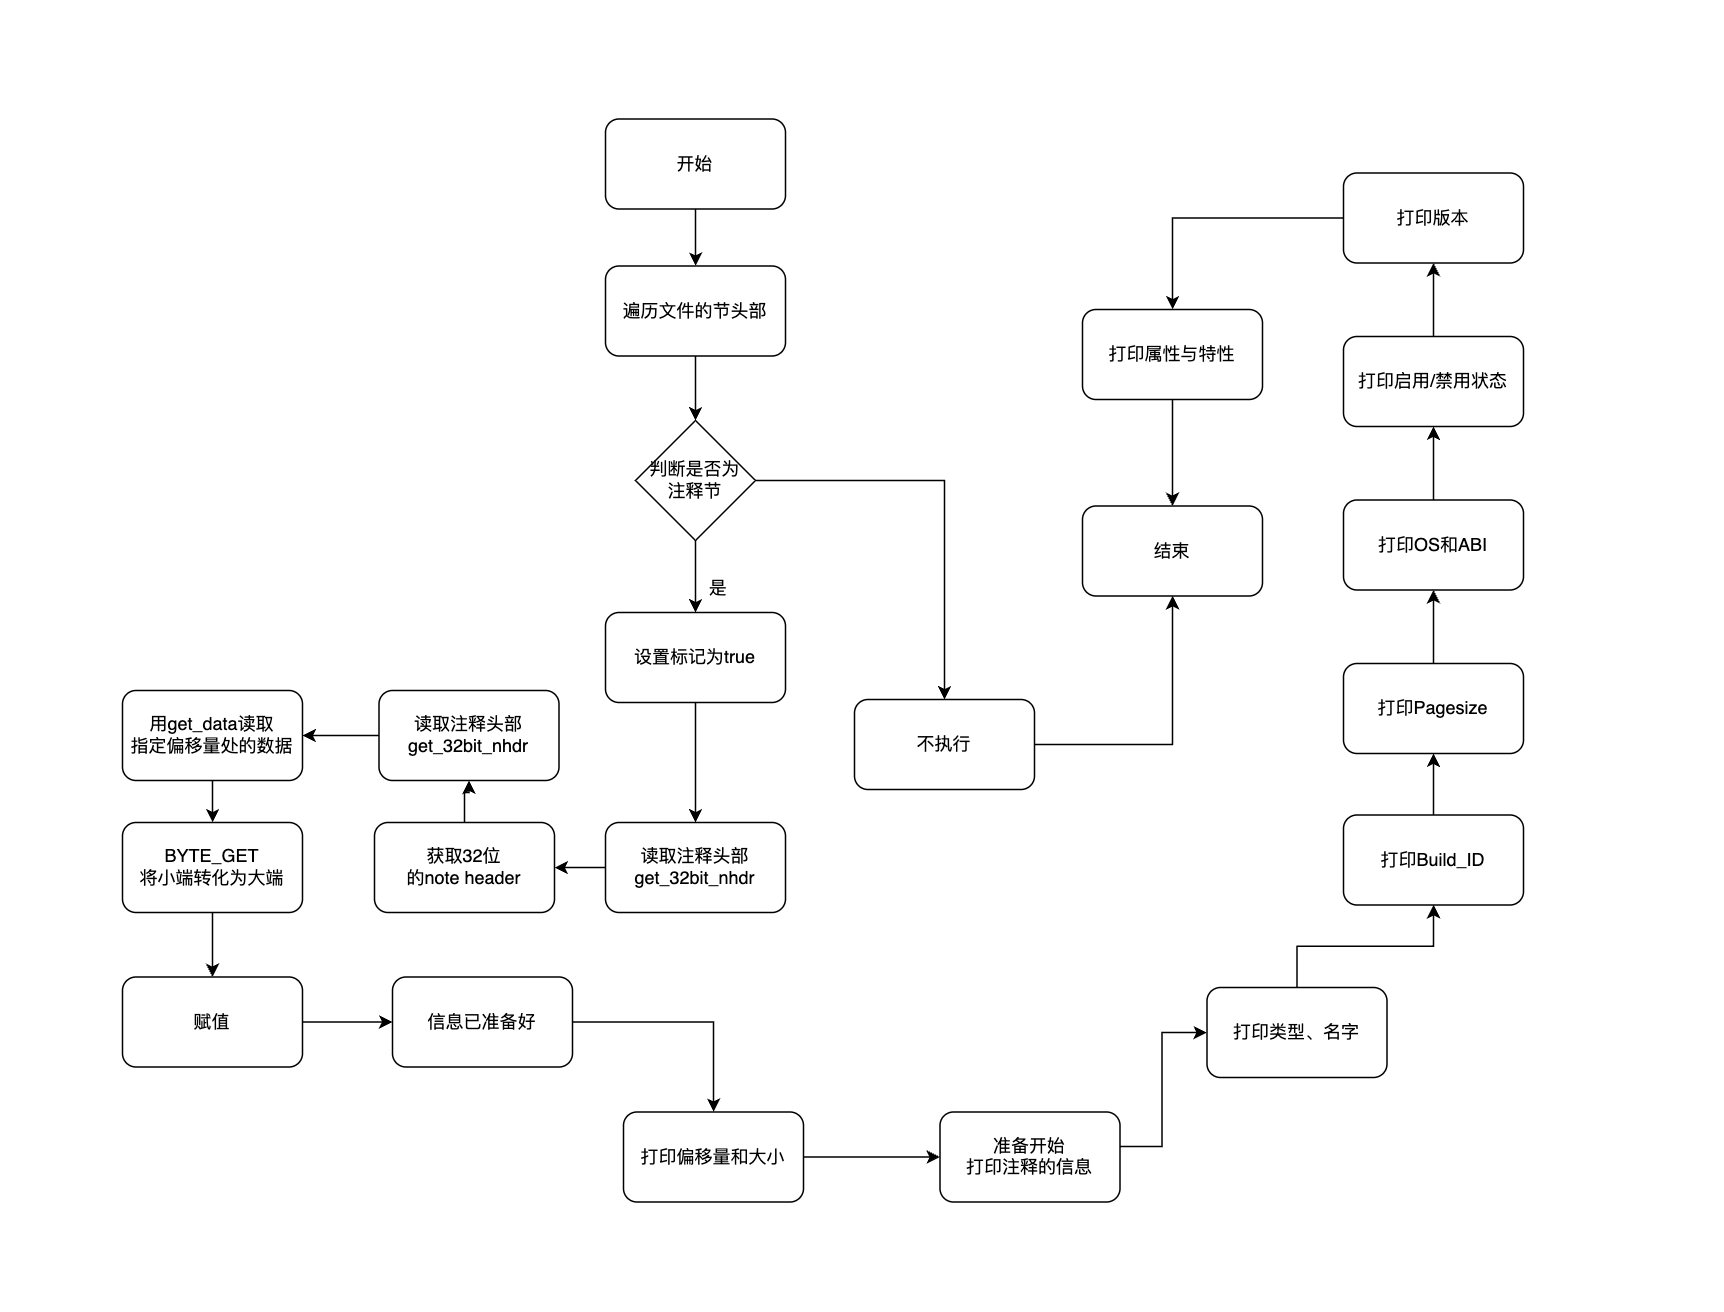 开始
遍历文件的节头部
判断是否为
注释节
是
设置标记为true
读取注释头部
get_32bit_nhdr
获取32位
的note header
读取注释头部
get_32bit_nhdr
用get_data读取
指定偏移量处的数据
BYTE_GET
将小端转化为大端
赋值
信息已准备好
打印偏移量和大小
准备开始
打印注释的信息
打印类型、名字
打印Build_ID
打印Pagesize
打印OS和ABI
打印启用/禁用状态
打印版本
打印属性与特性
结束
不执行